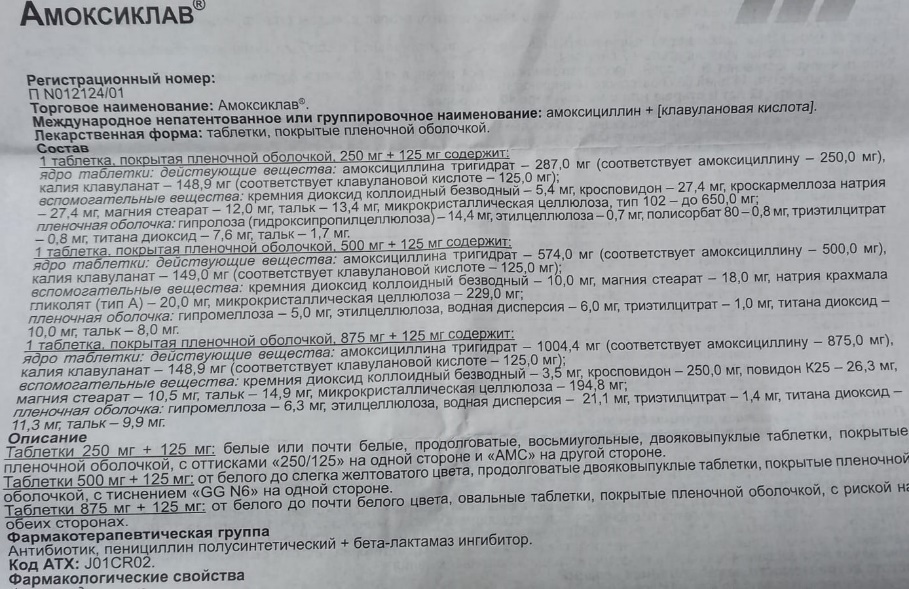 АМОКСИКЛАВ®
Регистрационный номер:
П N012124/01
Торговое наименование: Амоксиклав®.
Международное непатентованное или группировочное наименование: амоксициллин + [клавулановая кислота].
Лекарственная форма: таблетки, покрытые пленочной оболочкой.
Состав
1 таблетка, покрытая пленочной оболочкой, 250 мг + 125 мг содержит:
ядро таблетки: действующие вещества: амоксициллина тригидрат – 287,0 мг (соответствует амоксициллину – 250,0 мг),
калия клавуланат – 148,9 мг (соответствует клавулановой кислоте – 125,0 мг);
вспомогательные вещества: кремния диоксид коллоидный безводный – 5,4 мг, кросповидон – 27,4 мг, кроскармеллоза натрия
– 27,4 мг, магния стеарат – 12,0 мг, тальк – 13,4 мг, микрокристаллическая целлюлоза, тип 102 – до 650,0 мг;
пленочная оболочка: гипролоза (гидроксипропилцеллюлоза) – 14,4 мг, этилцеллюлоза – 0,7 мг, полисорбат 80 – 0,8 мг, триэтилцитрат
– 0,8 мг, титана диоксид – 7,6 мг, тальк – 1,7 мг.
1 таблетка, покрытая пленочной оболочкой, 500 мг + 125 мг содержит:
ядро таблетки: действующие вещества: амоксициллина тригидрат – 574,0 мг (соответствует амоксициллину – 500,0 мг),
калия клавуланат – 149,0 мг (соответствует клавулановой кислоте – 125,0 мг);
вспомогательные вещества: кремния диоксид коллоидный безводный – 10,0 мг, магния стеарат – 18,0 мг, натрия крахмала
гликолят (тип А) – 20,0 мг, микрокристаллическая целлюлоза – 229,0 мг;
пленочная оболочка: гипромеллоза – 5,0 мг, этилцеллюлоза, водная дисперсия – 6,0 мг, триэтилцитрат – 1,0 мг, титана диоксид –
10,0 мг, тальк – 8,0 мг.
1 таблетка, покрытая пленочной оболочкой, 875 мг + 125 мг содержит:
ядро таблетки: действующие вещества: амоксициллина тригидрат – 1004,4 мг (соответствует амоксициллину – 875,0 мг),
калия клавуланат – 148,9 мг (соответствует клавулановой кислоте – 125,0 мг);
вспомогательные вещества: кремния диоксид коллоидный безводный – 3,5 мг, кросповидон – 250,0 мг, повидон К25 – 26,3 мг,
магния стеарат – 10,5 мг, тальк – 14,9 мг, микрокристаллическая целлюлоза – 194,8 мг;
пленочная оболочка: гипромеллоза – 6,3 мг, этилцеллюлоза, водная дисперсия – 21,1 мг, триэтилцитрат – 1,4 мг, титана диоксид –
11,3 мг, тальк – 9,9 мг.
Описание
Таблетки 250 мг + 125 мг: белые или почти белые, продолговатые, восьмиугольные, двояковыпуклые таблетки, покрытые
пленочной оболочкой, с оттисками «250/125» на одной стороне и «АМС» на другой стороне.
Таблетки 500 мг + 125 мг: от белого до слегка желтоватого цвета, продолговатые двояковыпуклые таблетки, покрытые пленочной
оболочкой, с тиснением «GG N6» на одной стороне.
Таблетки 875 мг + 125 мг: от белого до почти белого цвета, овальные таблетки, покрытые пленочной оболочкой, с риской на
обеих сторонах.
Фармакотерапевтическая группа
Антибиотик, пенициллин полусинтетический + бета-лактамаз ингибитор.
Код АТХ: J01CR02.
Фармакологические свойства